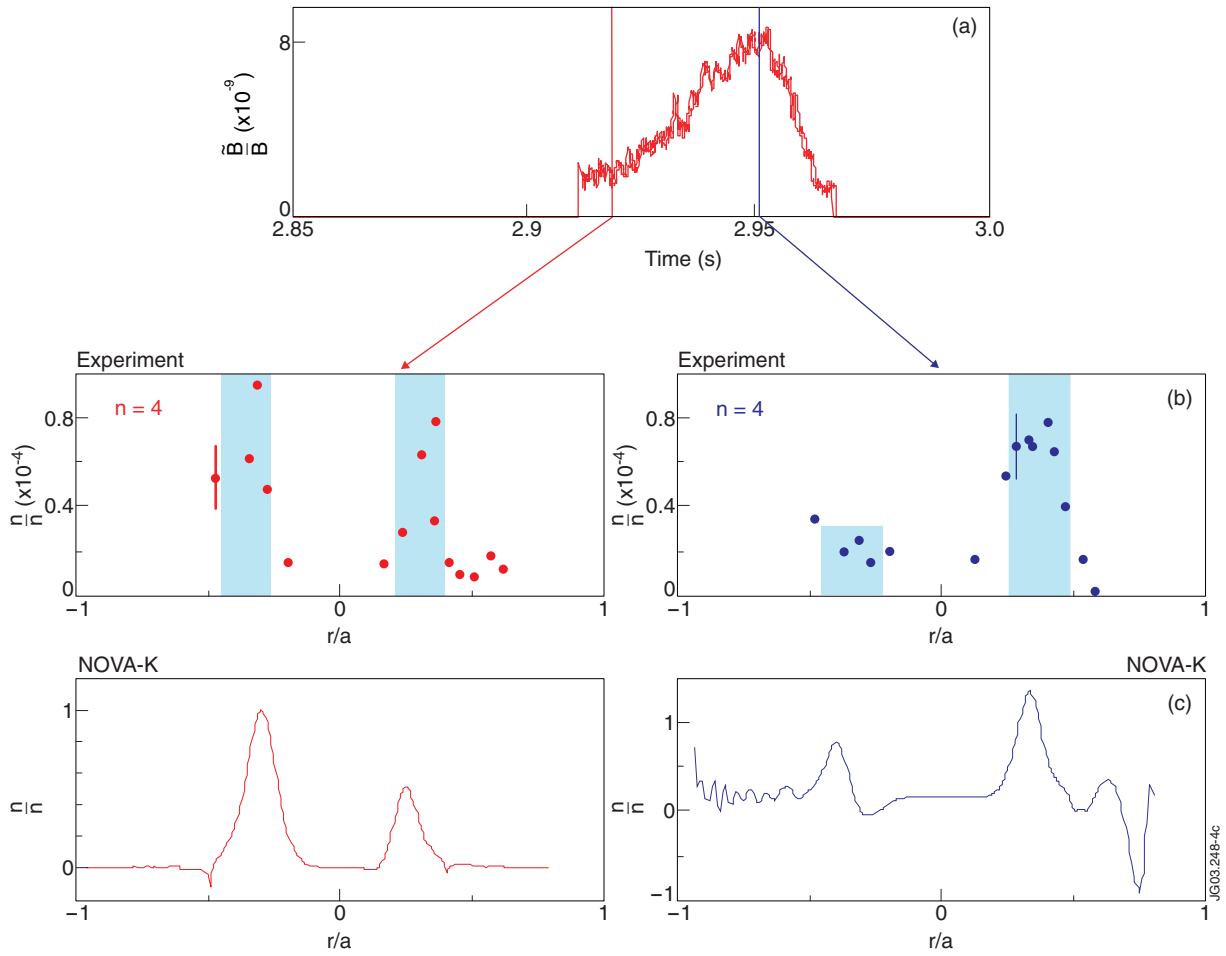 (a)
8
0
B̃/B (x10⁻⁹)
2.85 2.9 2.95 3.0
Time (s)
Experiment
n = 4
0.8
0.4
0
n/n (x10⁻⁴)
−1 0 1
r/a
Experiment
(b)
n = 4
0.8
0.4
0
n/n (x10⁻⁴)
−1 0 1
r/a
NOVA-K
1
0
n/n
−1 0 1
r/a
NOVA-K
(c)
1
0
−1
n/n
−1 0 1
r/a
JG03.248-4c